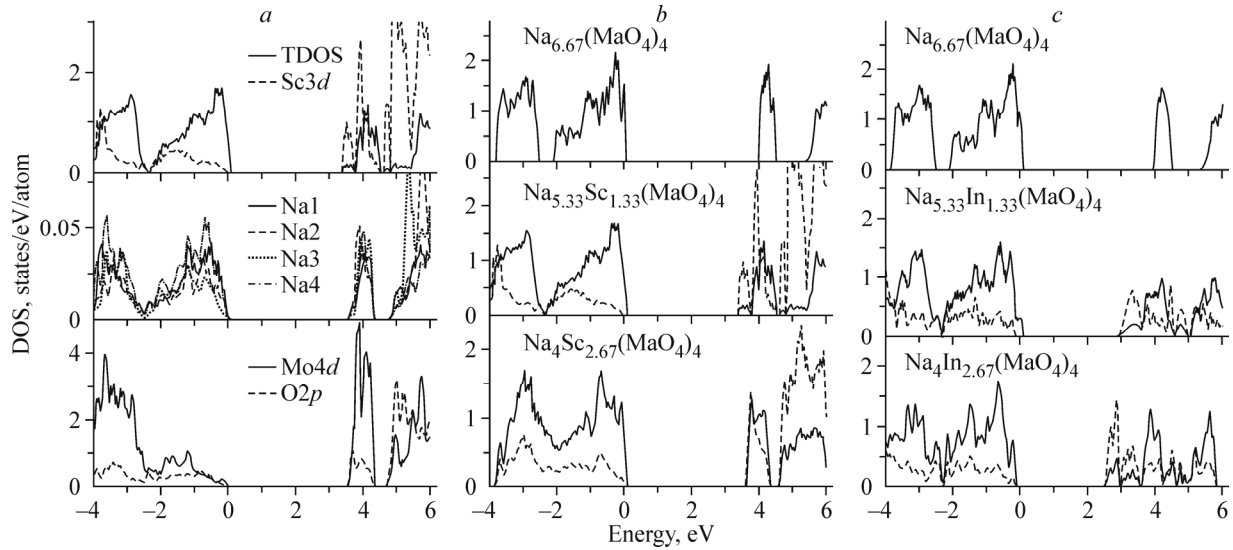 a
b
c
DOS, states/eV/atom
2
0
TDOS
Sc3d
0.05
0
Na1
Na2
Na3
Na4
4
2
0
Mo4d
O2p
–4 –2 0 2 4 6
Na6.67(MaO4)4
2
1
0
Na5.33Sc1.33(MaO4)4
2
1
0
Na4Sc2.67(MaO4)4
2
1
0
–4 –2 0 2 4 6
Energy, eV
Na6.67(MaO4)4
2
1
0
Na5.33In1.33(MaO4)4
2
1
0
Na4In2.67(MaO4)4
2
1
0
–4 –2 0 2 4 6